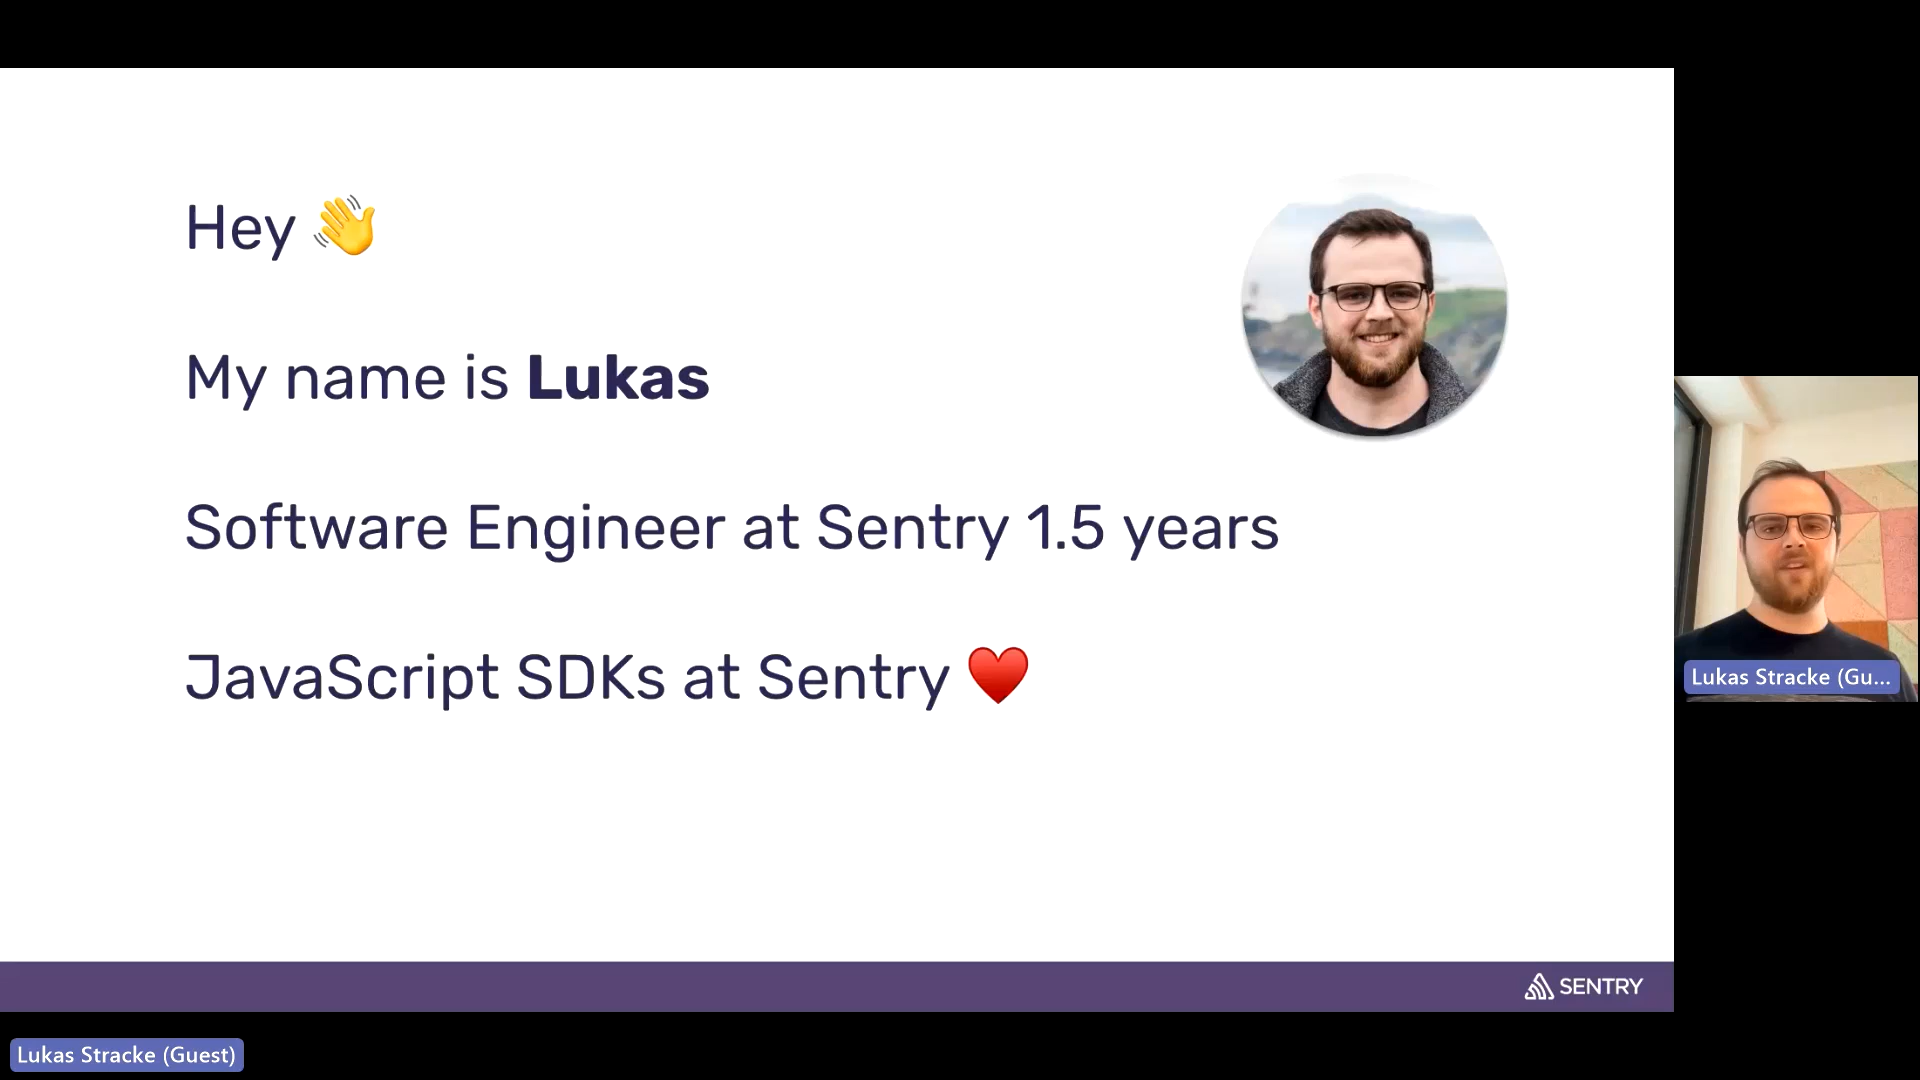 Hey 👋
My name is Lukas
Software Engineer at Sentry 1.5 years
JavaScript SDKs at Sentry ♥️
SENTRY
Lukas Stracke (Gu...
Lukas Stracke (Guest)